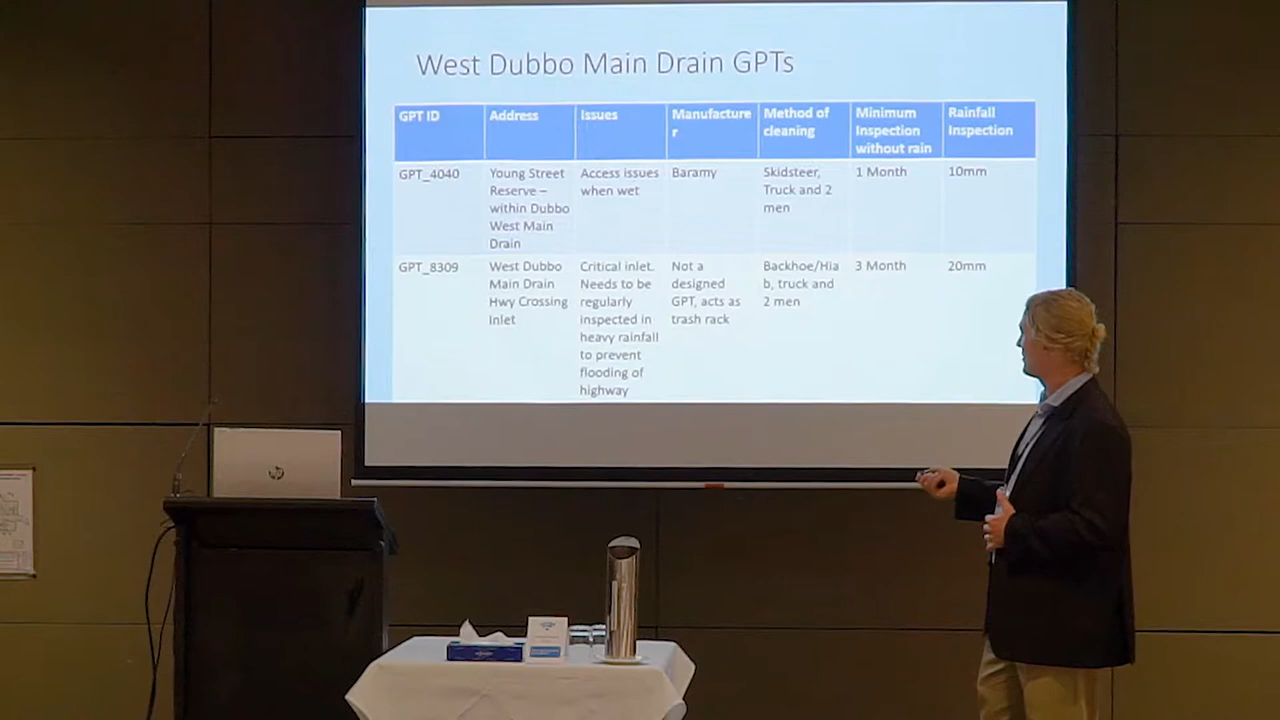 West Dubbo Main Drain GPTs
GPT ID
Address
Issues
Manufacture
r
Method of
cleaning
Minimum
Inspection
without rain
Rainfall
Inspection
GPT_4040
Young Street
Reserve –
within Dubbo
West Main
Drain
Access issues
when wet
Baramy
Skidsteer,
Truck and 2
men
1 Month
10mm
GPT_8309
West Dubbo
Main Drain
Hwy Crossing
Inlet
Critical inlet.
Needs to be
regularly
inspected in
heavy rainfall
to prevent
flooding of
highway
Not a
designed
GPT, acts as
trash rack
Backhoe/Hia
b, truck and
2 men
3 Month
20mm
hp